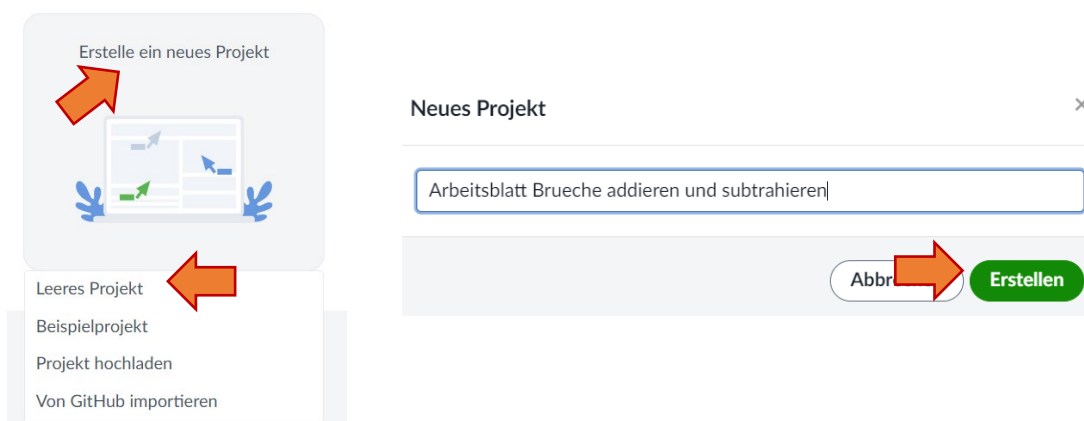 Erstelle ein neues Projekt
Leeres Projekt
Beispielprojekt
Projekt hochladen
Von GitHub importieren
Neues Projekt
×
Arbeitsblatt Brueche addieren und subtrahieren
Erstellen